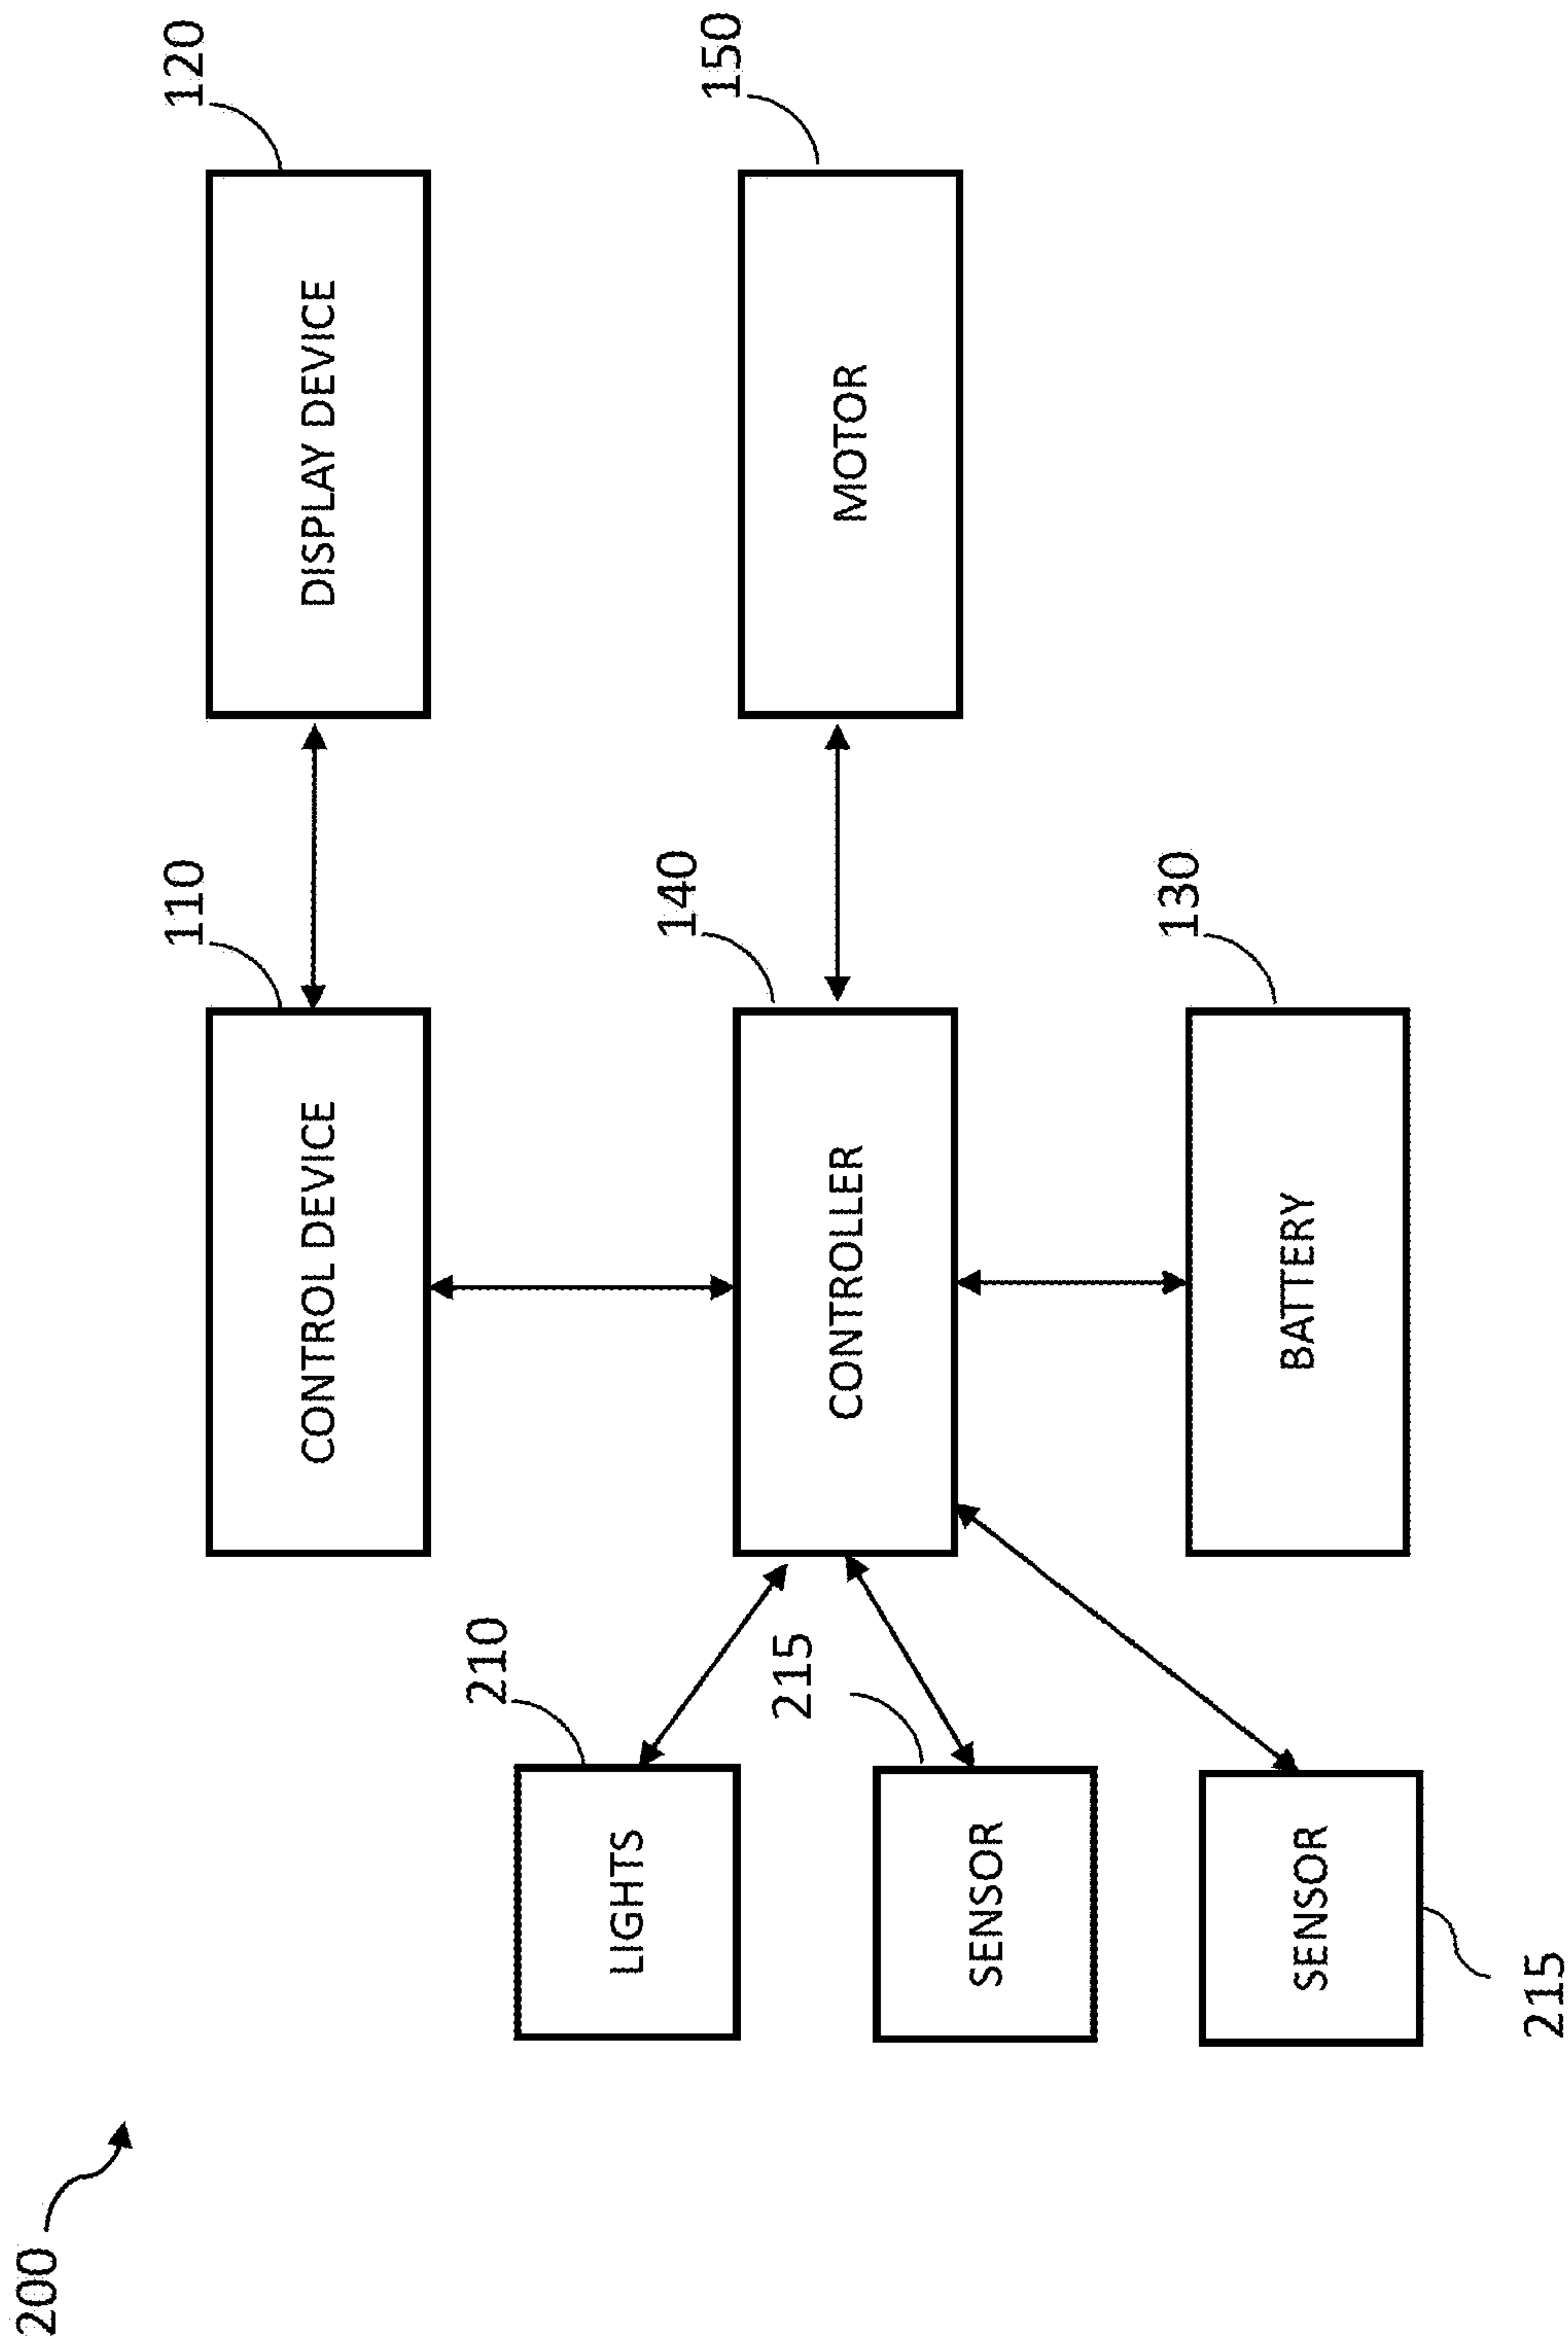 200
110
120
CONTROL DEVICE
DISPLAY DEVICE
210
LIGHTS
140
150
215
CONTROLLER
MOTOR
SENSOR
130
SENSOR
BATTERY
215